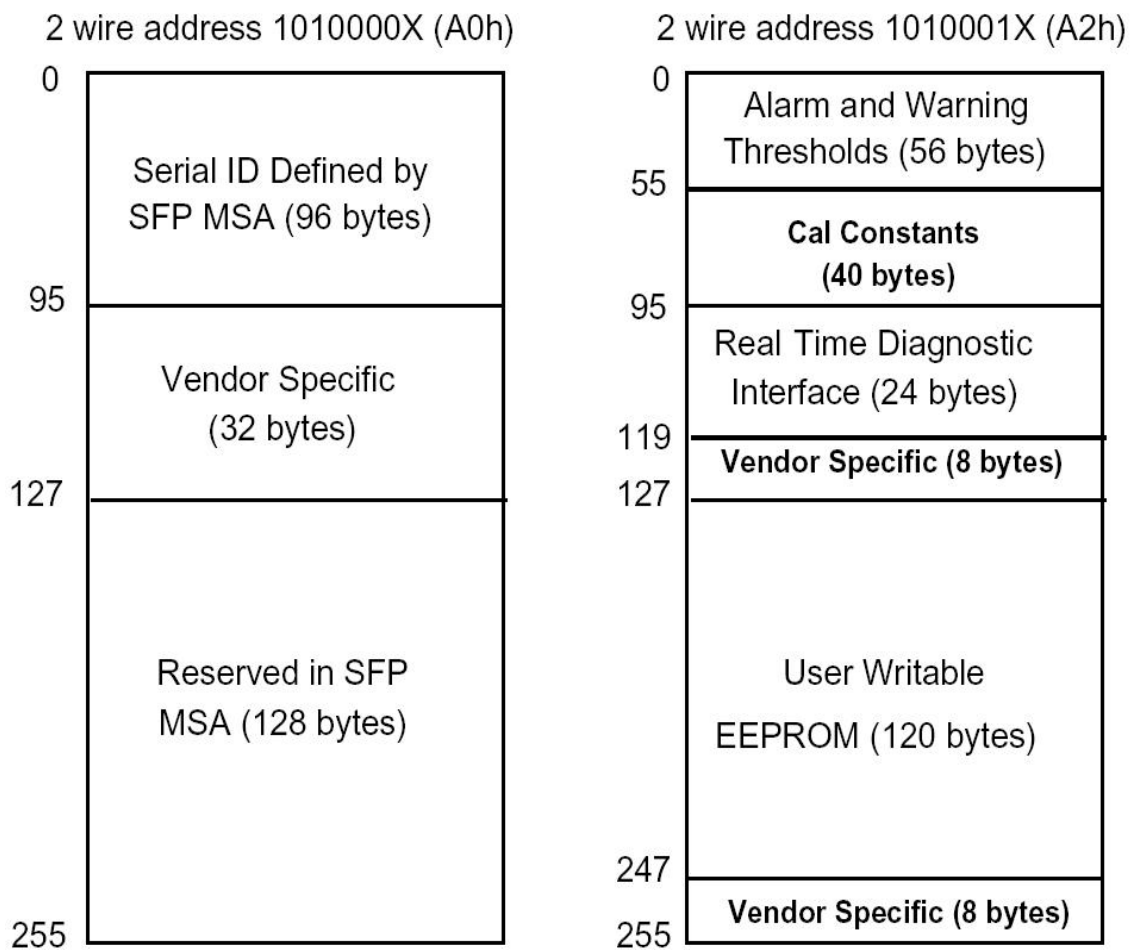 2 wire address 1010000X (A0h)
0
Serial ID Defined by
SFP MSA (96 bytes)
95
Vendor Specific
(32 bytes)
127
Reserved in SFP
MSA (128 bytes)
255
2 wire address 1010001X (A2h)
0
Alarm and Warning
Thresholds (56 bytes)
55
Cal Constants
(40 bytes)
95
Real Time Diagnostic
Interface (24 bytes)
119
Vendor Specific (8 bytes)
127
User Writable
EEPROM (120 bytes)
247
Vendor Specific (8 bytes)
255